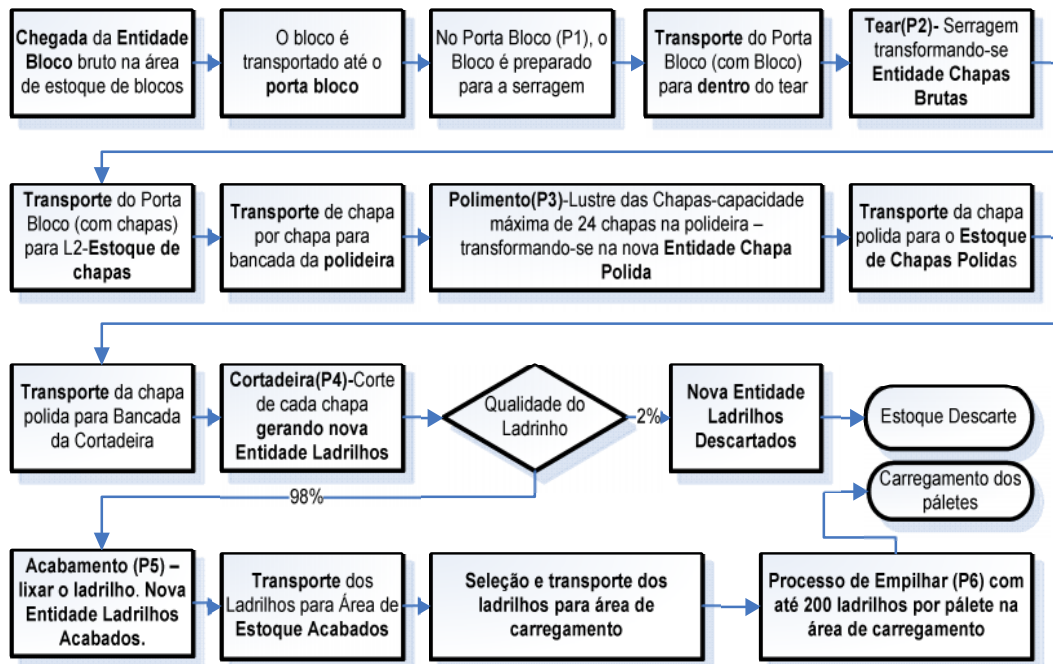 Chegada da Entidade
Bloco bruto na área
de estoque de blocos
O bloco é
transportado até o
porta bloco
No Porta Bloco (P1), o
Bloco é preparado
para a serragem
Transporte do Porta
Bloco (com Bloco)
para dentro do tear
Tear(P2)- Serragem
transformando-se
Entidade Chapas
Brutas
Transporte do Porta
Bloco (com chapas)
para L2-Estoque de
chapas
Transporte de chapa
por chapa para
bancada da polideira
Polimento(P3)-Lustre das Chapas-capacidade
máxima de 24 chapas na polideira –
transformando-se na nova Entidade Chapa
Polida
Transporte da chapa
polida para o Estoque
de Chapas Polidas
Transporte da chapa
polida para Bancada
da Cortadeira
Cortadeira(P4)-Corte
de cada chapa
gerando nova
Entidade Ladrilhos
Qualidade do
Ladrinho
2%
Nova Entidade
Ladrilhos
Descartados
Estoque Descarte
Carregamento dos
páletes
98%
Acabamento (P5) –
lixar o ladrilho. Nova
Entidade Ladrilhos
Acabados.
Transporte dos
Ladrilhos para Área de
Estoque Acabados
Seleção e transporte dos
ladrilhos para área de
carregamento
Processo de Empilhar (P6) com
até 200 ladrilhos por pálete na
área de carregamento